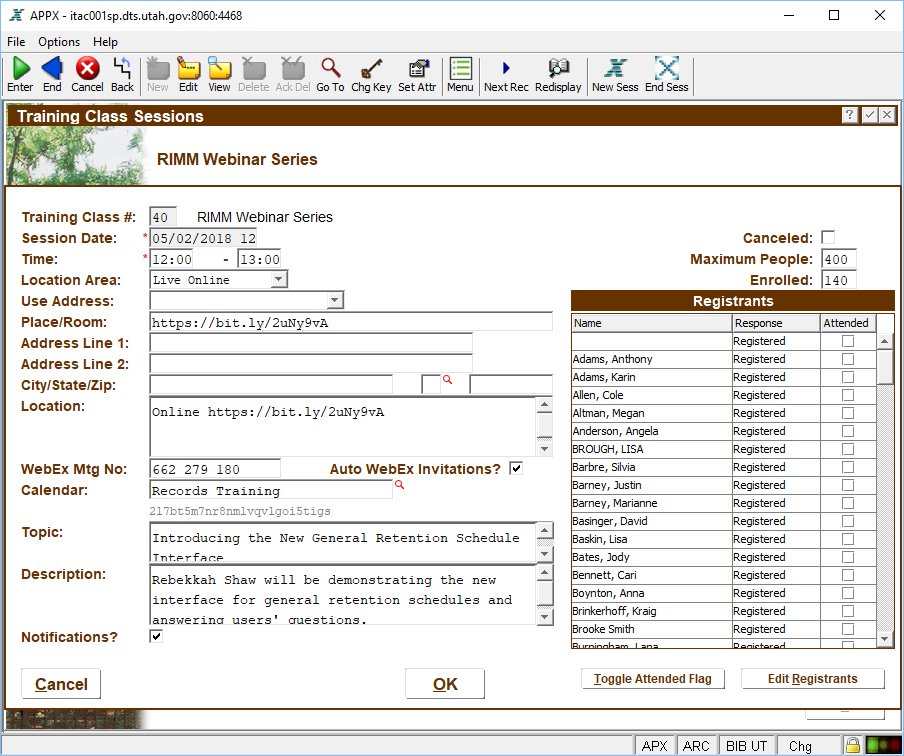 APPX - itac001sp.dts.utah.gov:8060:4468
File Options Help
Enter End Cancel Back New Edit View Delete Ack Del Go To Chg Key Set Attr Menu Next Rec Redisplay New Sess End Sess
Training Class Sessions ?
RIMM Webinar Series
Training Class #: 40 RIMM Webinar Series
Session Date: *05/02/2018 12 Canceled:
Time: *12:00 - 13:00 Maximum People: 400
Location Area: Live Online Enrolled: 140
Use Address:
Place/Room: https://bit.ly/2uNy9vA
Address Line 1:
Address Line 2:
City/State/Zip:
Location: Online https://bit.ly/2uNy9vA
WebEx Mtg No: 662 279 180 Auto WebEx Invitations?
Calendar: Records Training
2l7bt5m7nr8nmlvqvlgoi5tigs
Topic: Introducing the New General Retention Schedule
Interface
Description: Rebekkah Shaw will be demonstrating the new
interface for general retention schedules and
answering users' questions.
Notifications?
Registrants
Name Response Attended
Registered
Adams, Anthony Registered
Adams, Karin Registered
Allen, Cole Registered
Altman, Megan Registered
Anderson, Angela Registered
BROUGH, LISA Registered
Barbre, Silvia Registered
Barney, Justin Registered
Barney, Marianne Registered
Basinger, David Registered
Baskin, Lisa Registered
Bates, Jody Registered
Bennett, Cari Registered
Boynton, Anna Registered
Brinkerhoff, Kraig Registered
Brooke Smith Registered
Burningham, Lana Registered
Cancel OK Toggle Attended Flag Edit Registrants
APX ARC BIB UT Chg